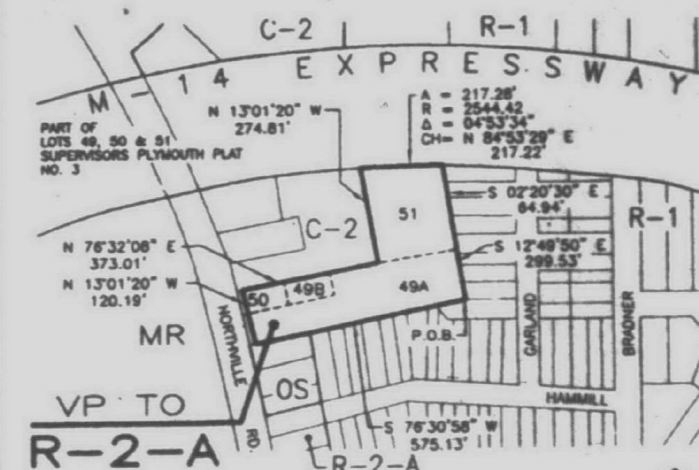 C-2
R-1
M-14 EXPRESSWAY
A = 217.28'
R = 2544.42
Δ = 04°53'34"
CH= N 84°53'29" E
217.22'
N 13°01'20" W
274.81'
PART OF
LOTS 49, 50 & 51
SUPERVISORS PLYMOUTH PLAT
NO. 3
S 02°20'30" E
64.94'
51
C-2
R-1
N 76°32'08" E
373.01'
S 12°49'50" E
299.53'
N 13°01'20" W
120.19'
50
49B
49A
MR
NORTHVILLE
RD.
P.O.B.
GARLAND
BRADNER
OS
HAMMILL
VP TO
R-2-A
S 76°30'58" W
575.13'
R-2-A